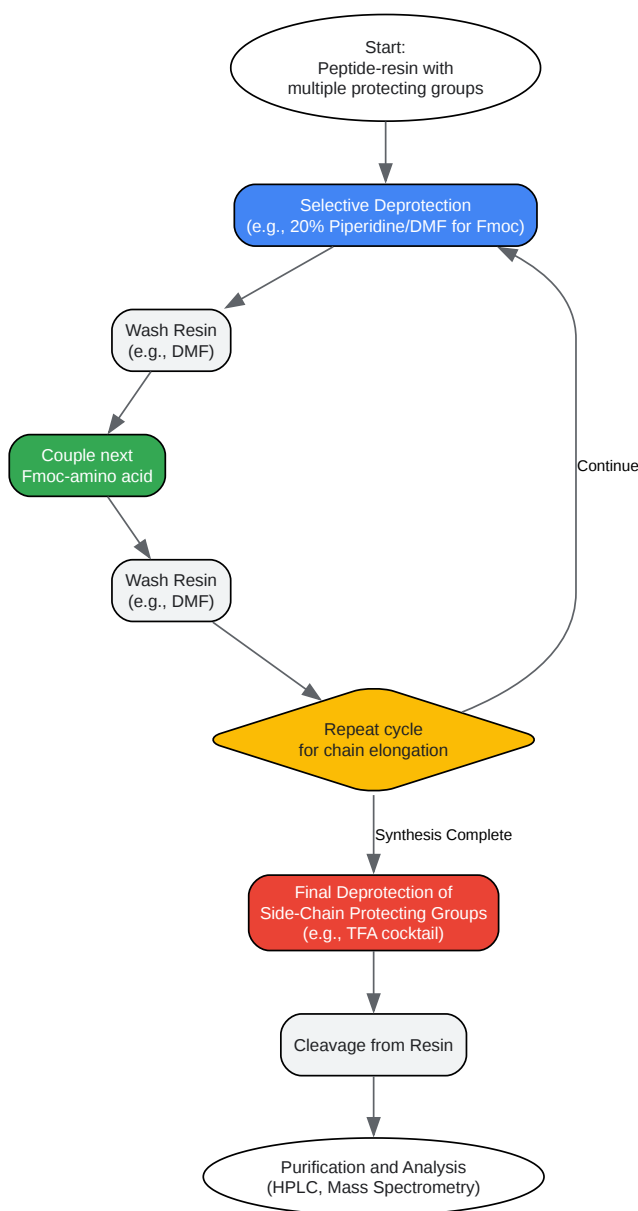 Start:
Peptide-resin with
multiple protecting groups
Selective Deprotection
(e.g., 20% Piperidine/DMF for Fmoc)
Wash Resin
(e.g., DMF)
Couple next
Fmoc-amino acid
Continue
Wash Resin
(e.g., DMF)
Repeat cycle
for chain elongation
Synthesis Complete
Final Deprotection of
Side-Chain Protecting Groups
(e.g., TFA cocktail)
Cleavage from Resin
Purification and Analysis
(HPLC, Mass Spectrometry)